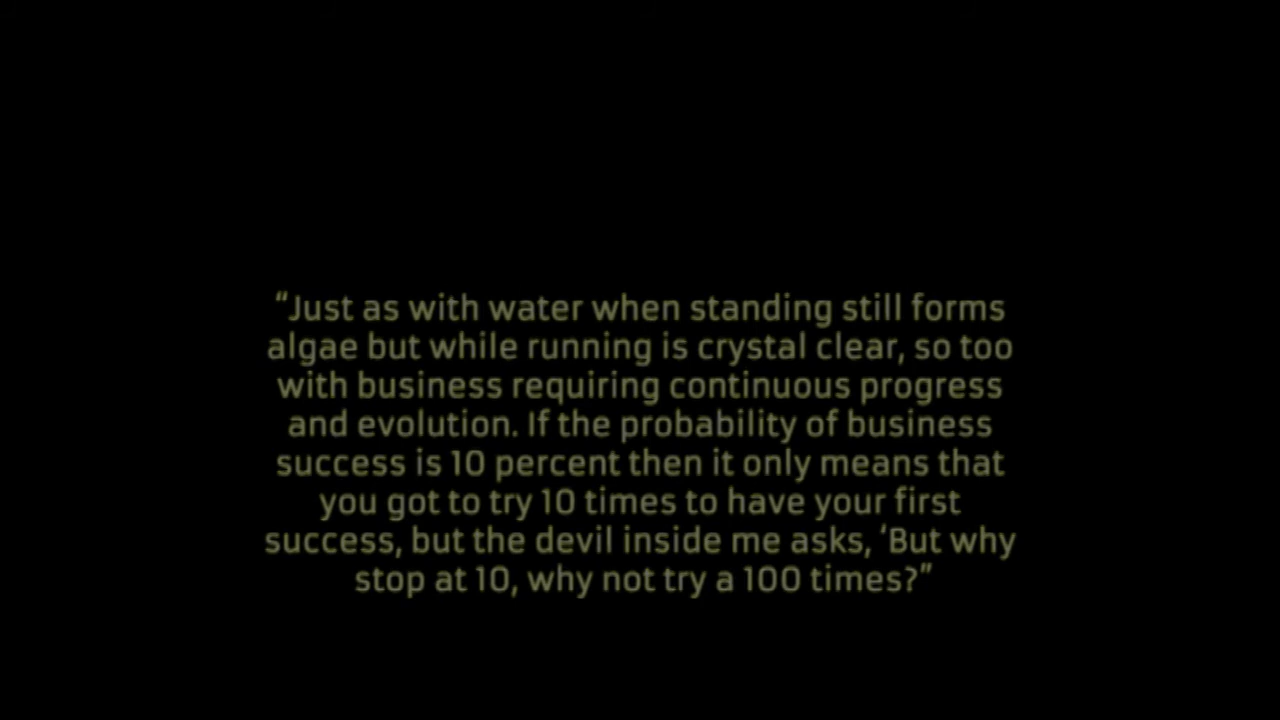 “Just as with water when standing still forms
algae but while running is crystal clear, so too
with business requiring continuous progress
and evolution. If the probability of business
success is 10 percent then it only means that
you got to try 10 times to have your first
success, but the devil inside me asks, ‘But why
stop at 10, why not try a 100 times?”